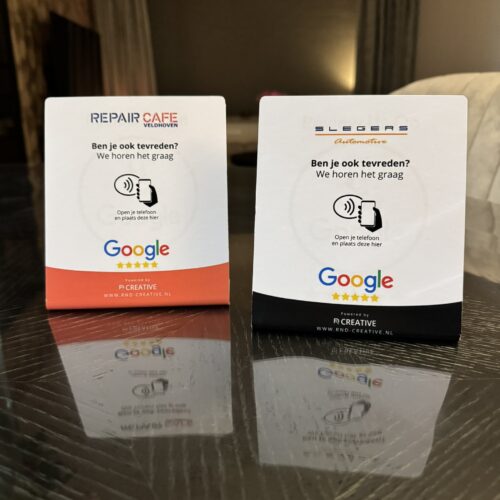 REPAIR CAFE
VELDHOVEN
Ben je ook tevreden?
We horen het graag
Open je telefoon
en plaats deze hier
Google
Powered by
CREATIVE
WWW.RND-CREATIVE.NL
SLEGERS
Automotive
Ben je ook tevreden?
We horen het graag
Open je telefoon
en plaats deze hier
Google
Powered by
CREATIVE
WWW.RND-CREATIVE.NL